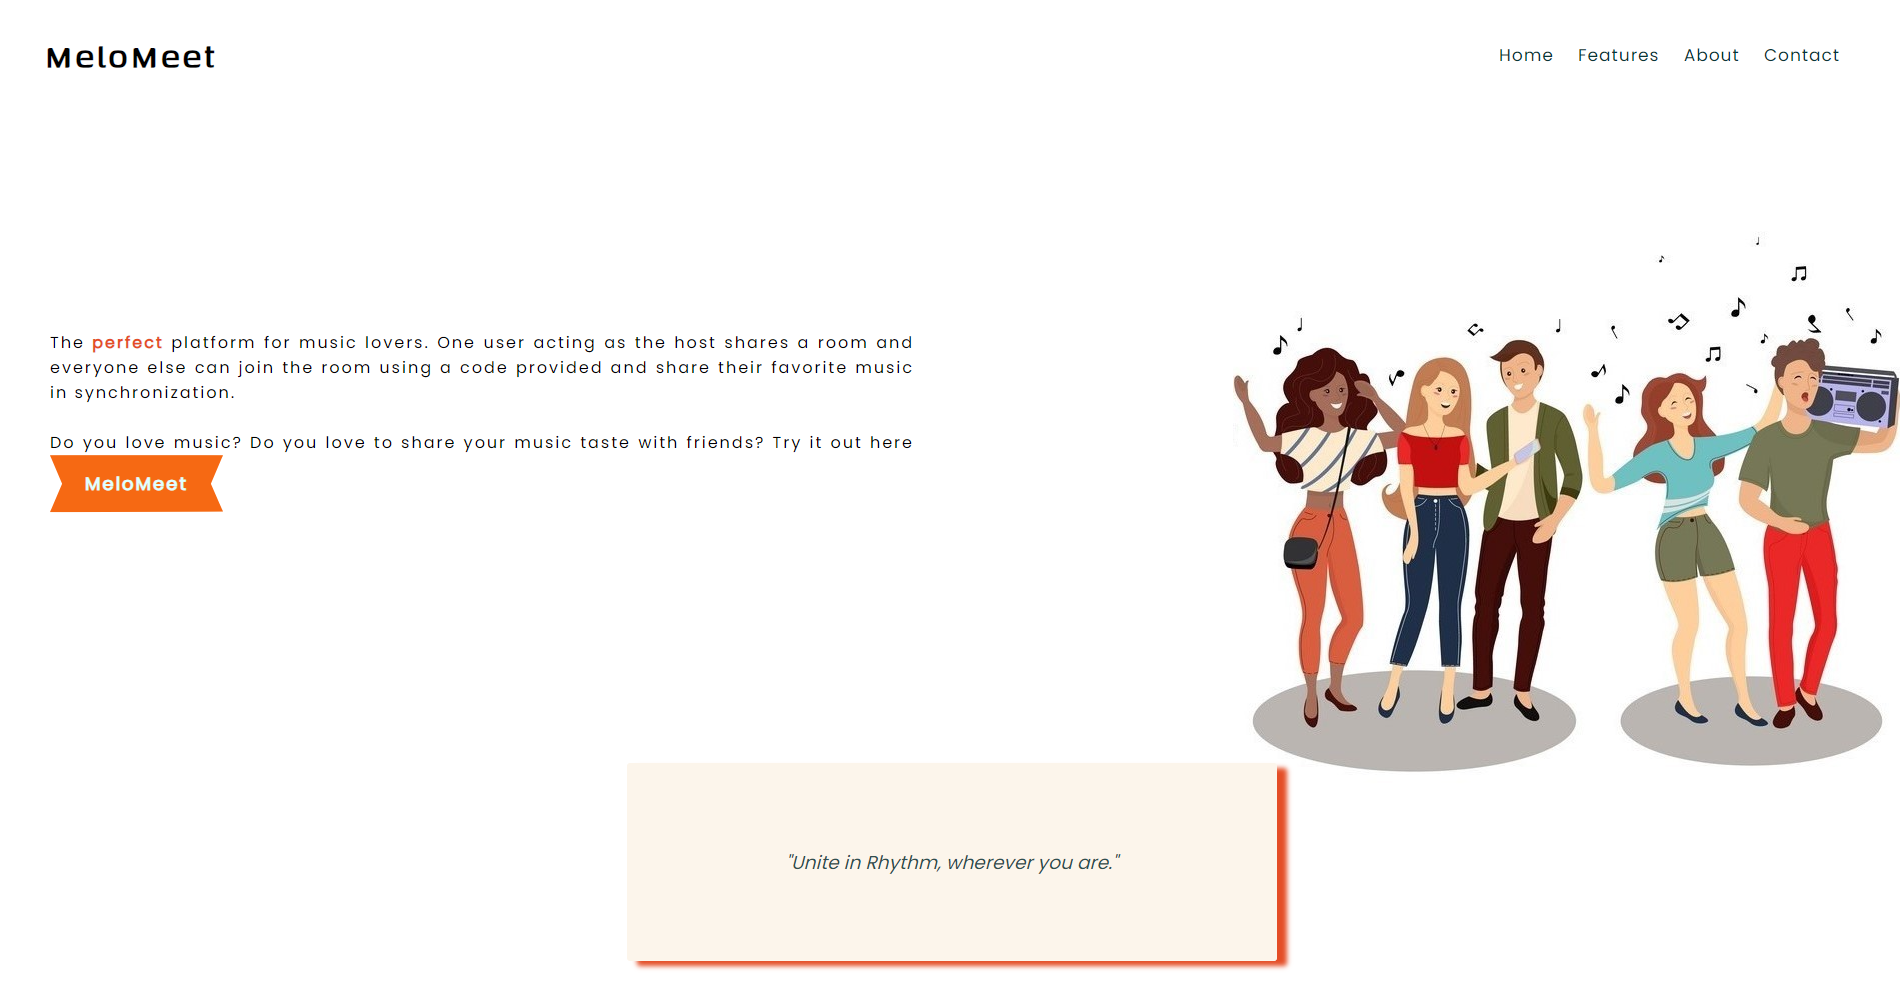 MeloMeet
Home Features About Contact
The perfect platform for music lovers. One user acting as the host shares a room and
everyone else can join the room using a code provided and share their favorite music
in synchronization.
Do you love music? Do you love to share your music taste with friends? Try it out here
MeloMeet
"Unite in Rhythm, wherever you are."